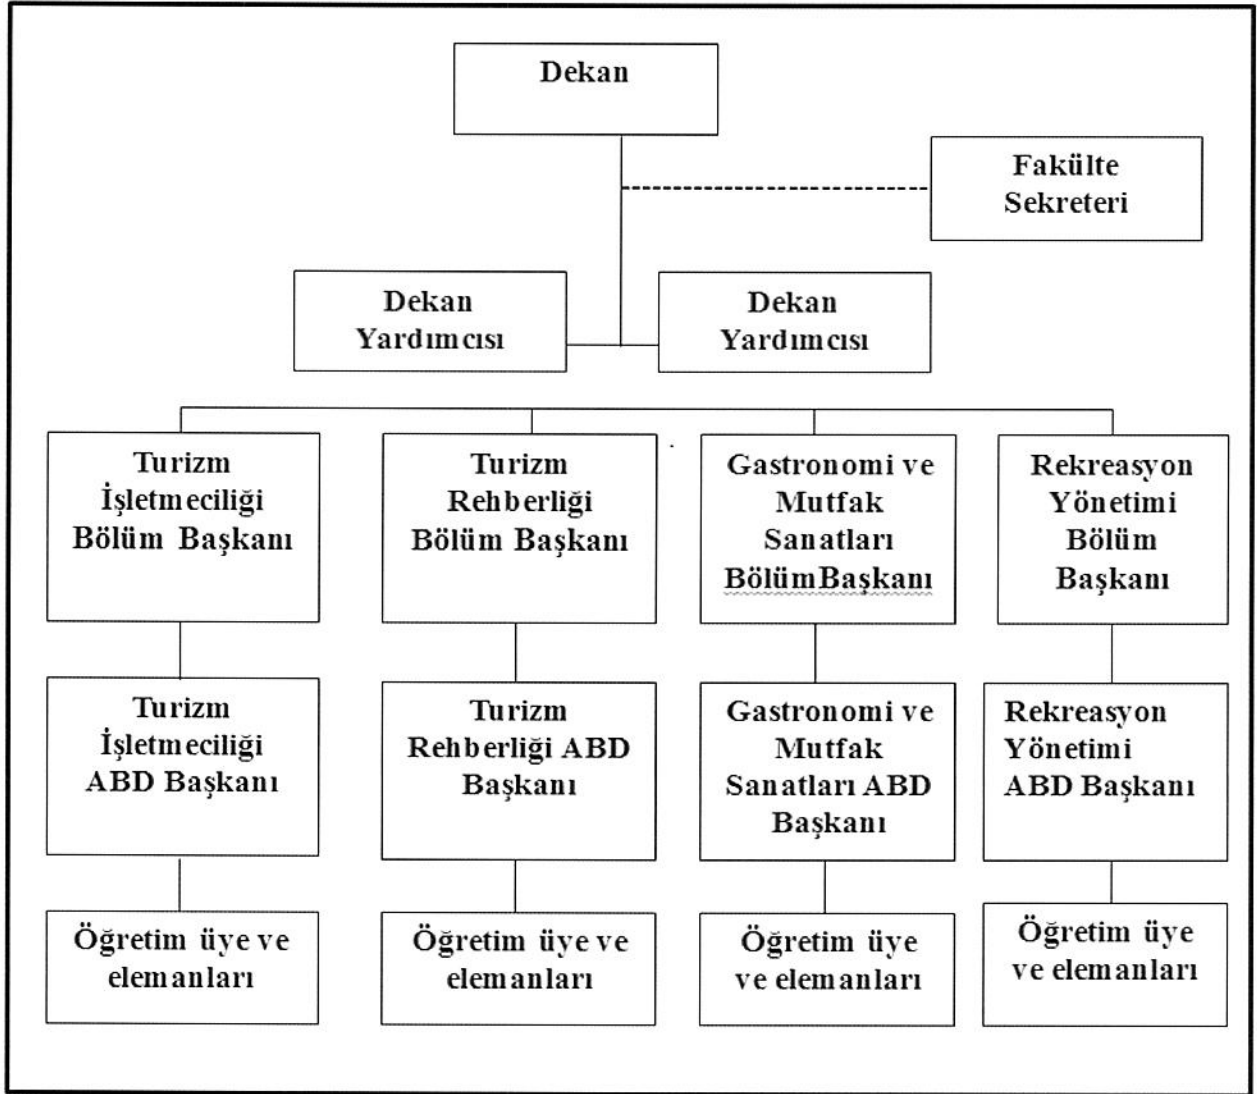 Dekan
Fakülte
Sekreteri
Dekan
Yardımcısı
Dekan
Yardımcısı
Turizm
İşletmeciliği
Bölüm Başkanı
Turizm
Rehberliği
Bölüm Başkanı
Gastronomi ve
Mutfak
Sanatları
BölümBaşkanı
Rekreasyon
Yönetimi
Bölüm
Başkanı
Turizm
İşletmeciliği
ABD Başkanı
Turizm
Rehberliği ABD
Başkanı
Gastronomi ve
Mutfak
Sanatları ABD
Başkanı
Rekreasyon
Yönetimi
ABD Başkanı
Öğretim üye ve
elemanları
Öğretim üye ve
elemanları
Öğretim üye
ve elemanları
Öğretim üye
ve elemanları